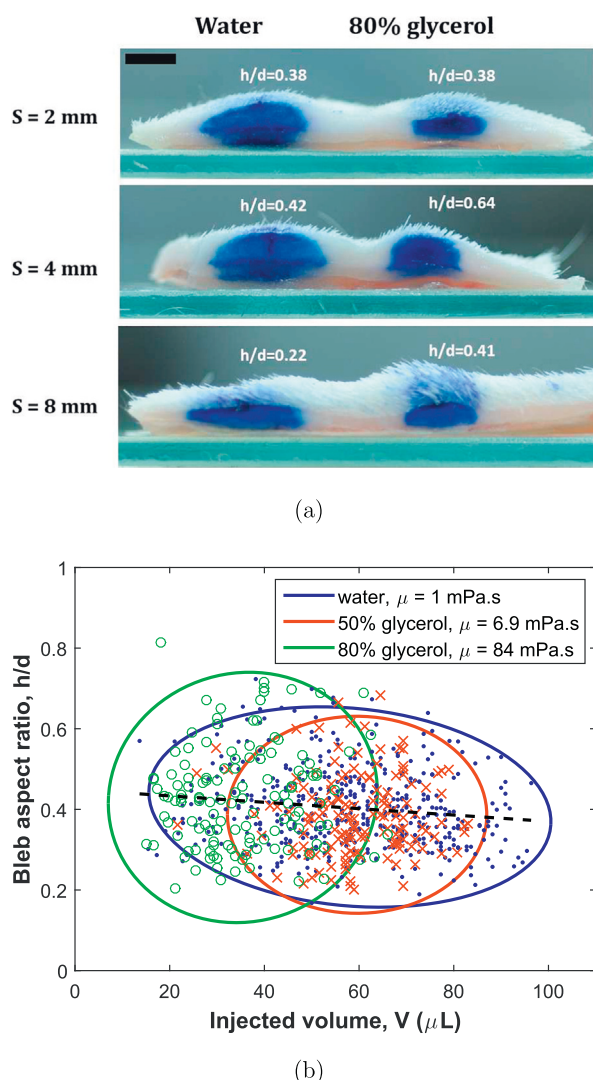 Water 80% glycerol
S = 2 mm
h/d=0.38 h/d=0.38
S = 4 mm
h/d=0.42 h/d=0.64
S = 8 mm
h/d=0.22 h/d=0.41
(a)
1
0.8
0.6
0.4
0.2
0
Bleb aspect ratio, h/d
water, μ = 1 mPa.s
50% glycerol, μ = 6.9 mPa.s
80% glycerol, μ = 84 mPa.s
0 20 40 60 80 100
Injected volume, V (μL)
(b)